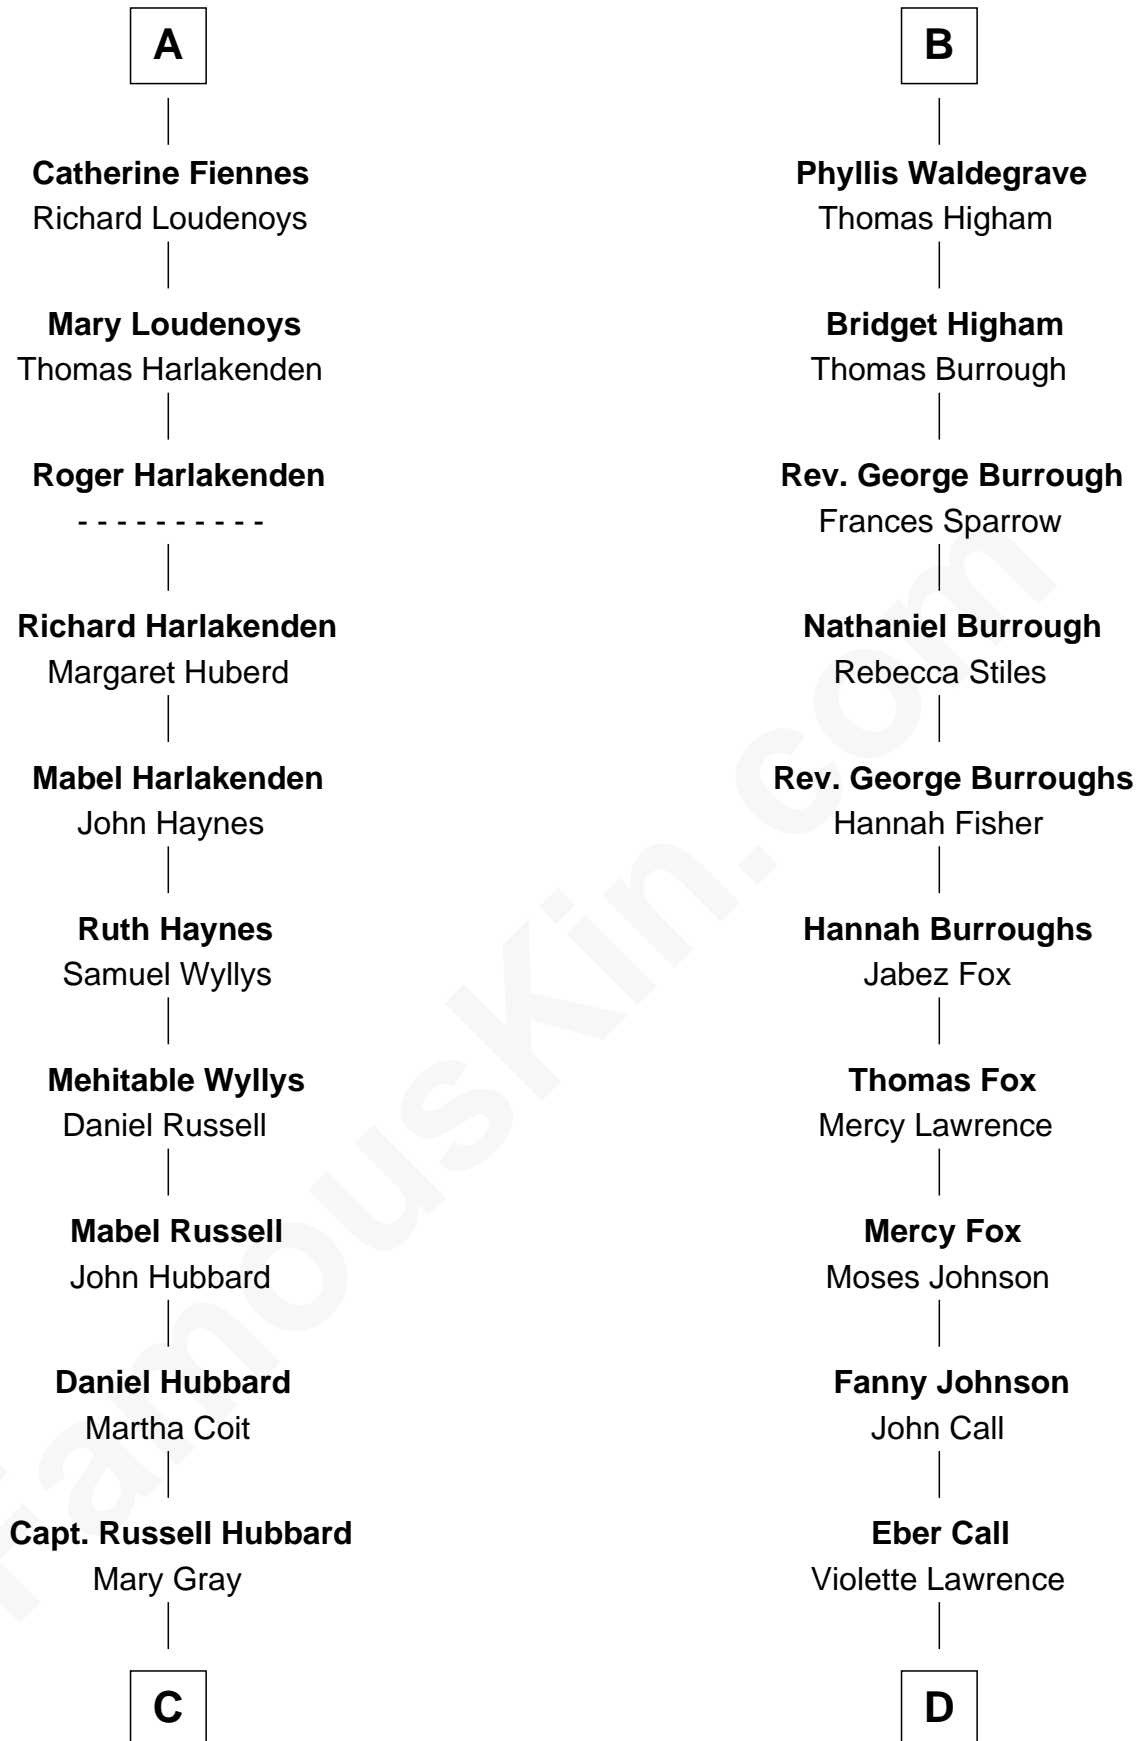 A
Catherine Fiennes
Richard Loudenoys
Mary Loudenoys
Thomas Harlakenden
Roger Harlakenden
- - - - - - - - - -
Richard Harlakenden
Margaret Huberd
Mabel Harlakenden
John Haynes
Ruth Haynes
Samuel Wyllys
Mehitable Wyllys
Daniel Russell
Mabel Russell
John Hubbard
Daniel Hubbard
Martha Coit
Capt. Russell Hubbard
Mary Gray
C
B
Phyllis Waldegrave
Thomas Higham
Bridget Higham
Thomas Burrough
Rev. George Burrough
Frances Sparrow
Nathaniel Burrough
Rebecca Stiles
Rev. George Burroughs
Hannah Fisher
Hannah Burroughs
Jabez Fox
Thomas Fox
Mercy Lawrence
Mercy Fox
Moses Johnson
Fanny Johnson
John Call
Eber Call
Violette Lawrence
D
FamousKin.com